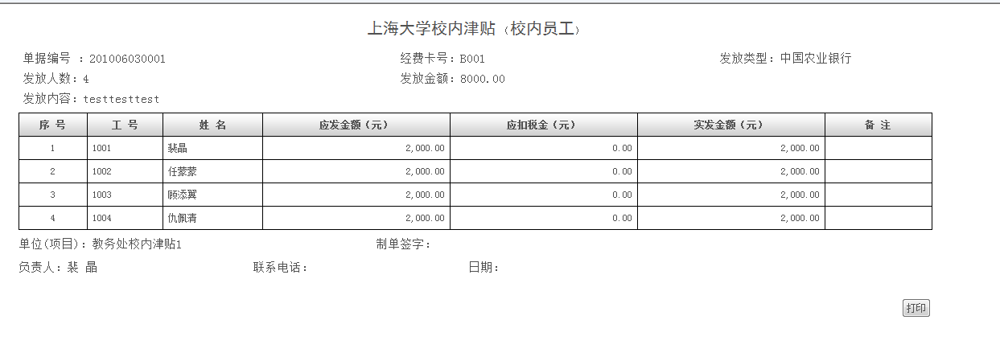 上海大学校内津贴（校内员工）
单据编号 ：201006030001 经费卡号：B001 发放类型：中国农业银行
发放人数：4 发放金额：8000.00
发放内容：testtesttest
序 号 工 号 姓 名 应发金额（元） 应扣税金（元） 实发金额（元） 备 注
1 1001 裴晶 2,000.00 0.00 2,000.00
2 1002 任蒙蒙 2,000.00 0.00 2,000.00
3 1003 顾添翼 2,000.00 0.00 2,000.00
4 1004 仇佩清 2,000.00 0.00 2,000.00
单位(项目)：教务处校内津贴1 制单签字：
负责人：裴 晶 联系电话： 日期：
打印